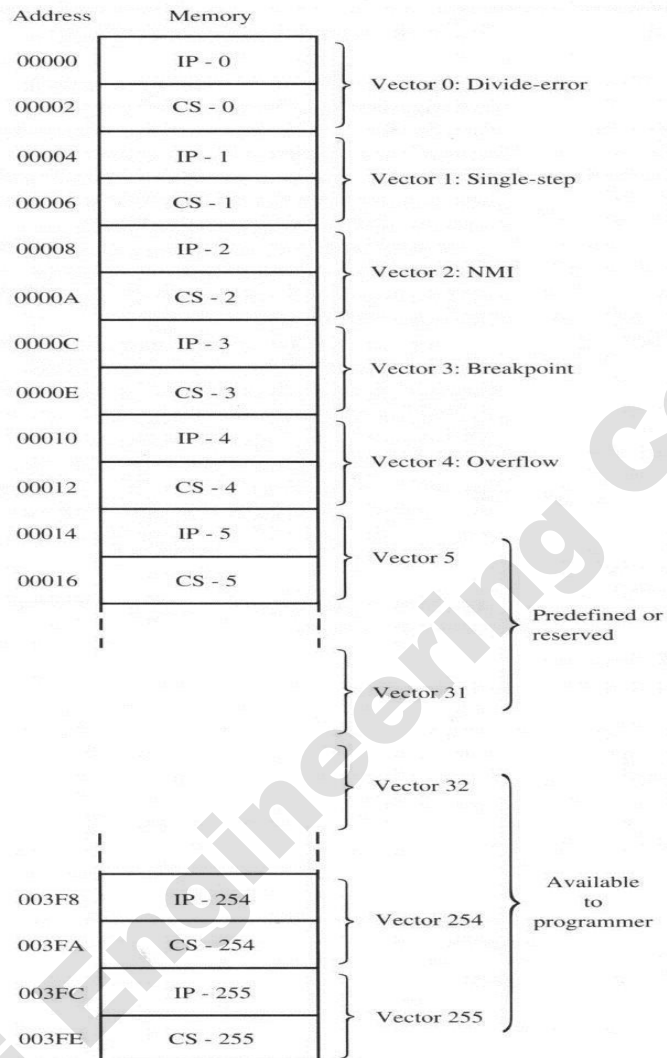 Address Memory
00000 IP - 0
Vector 0: Divide-error
00002 CS - 0
00004 IP - 1
Vector 1: Single-step
00006 CS - 1
00008 IP - 2
Vector 2: NMI
0000A CS - 2
0000C IP - 3
Vector 3: Breakpoint
0000E CS - 3
00010 IP - 4
Vector 4: Overflow
00012 CS - 4
00014 IP - 5
Vector 5
00016 CS - 5
Predefined or
reserved
Vector 31
Vector 32
Available
to
programmer
003F8 IP - 254
Vector 254
003FA CS - 254
003FC IP - 255
Vector 255
003FE CS - 255
Engineering